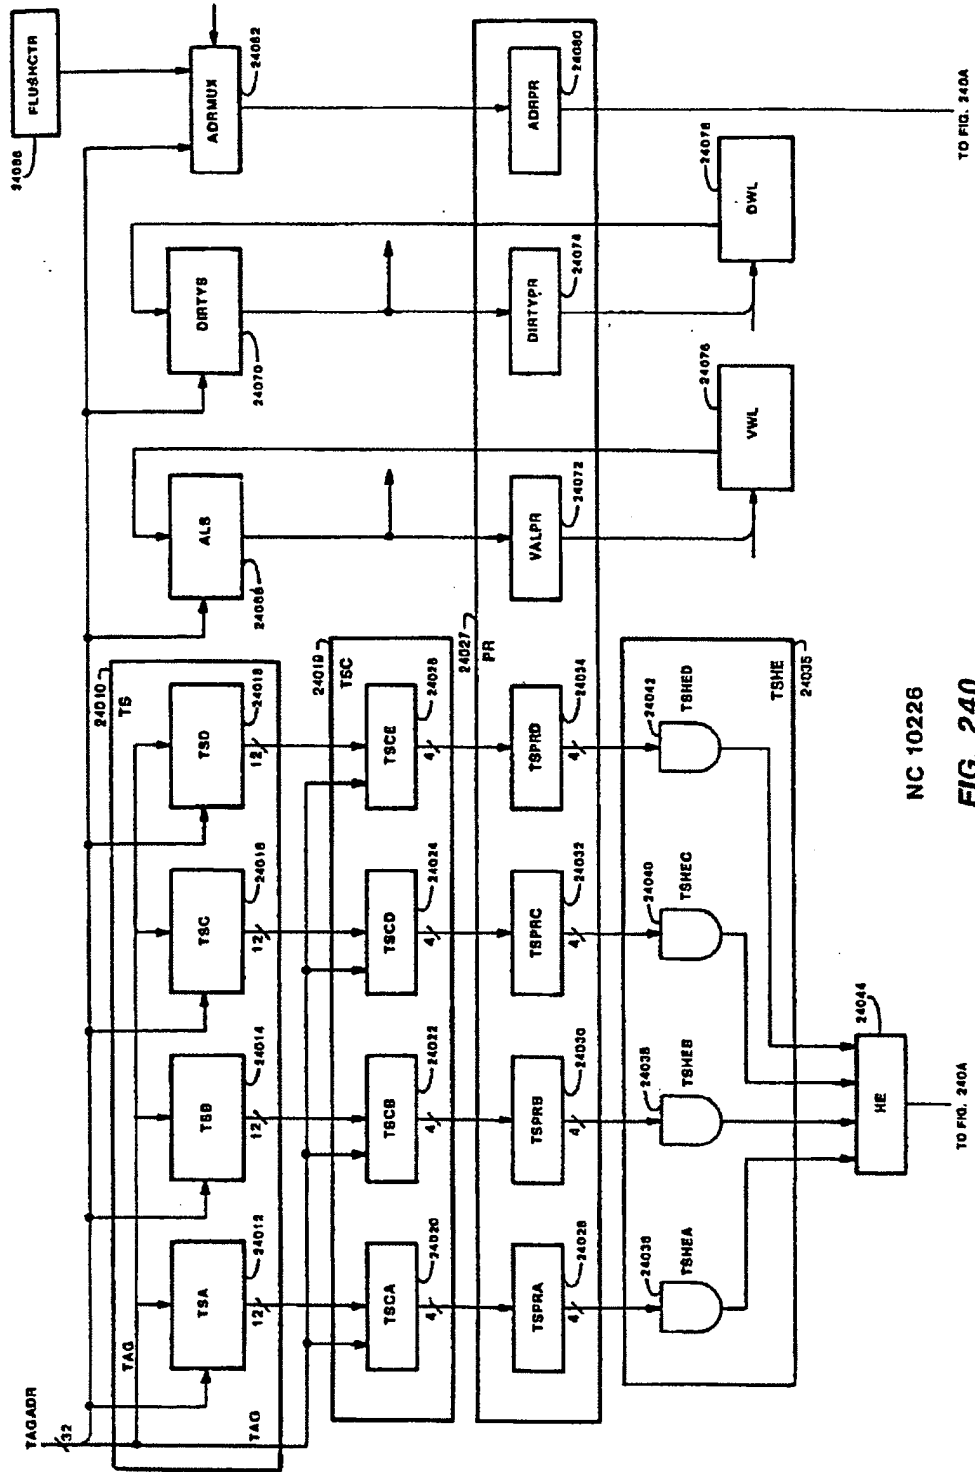 FLUSHCTR
24086
ADRMUX
24082
ADRPR
24080
TO FIG. 240A
DIRTYS
24070
DIRTYPR
24074
DWL
24078
ALS
VALPR
24072
VWL
24076
24010
TS
TSA
24012
TSB
24014
TSC
24016
TSD
24018
12
12
12
12
TAGADR
32
TAG
TAG
24019
TSC
TSCA
24020
TSCB
24022
TSCD
24024
TSCE
24026
4
4
4
4
24027
PR
TSPRA
24028
TSPRB
24030
TSPRC
24032
TSPRD
24034
4
4
4
4
TSHEA
TSHEB
24038
TSHEC
24040
TSHED
24042
TSHE
24035
HE
24044
TO FIG. 240A
NC 10226
FIG. 240